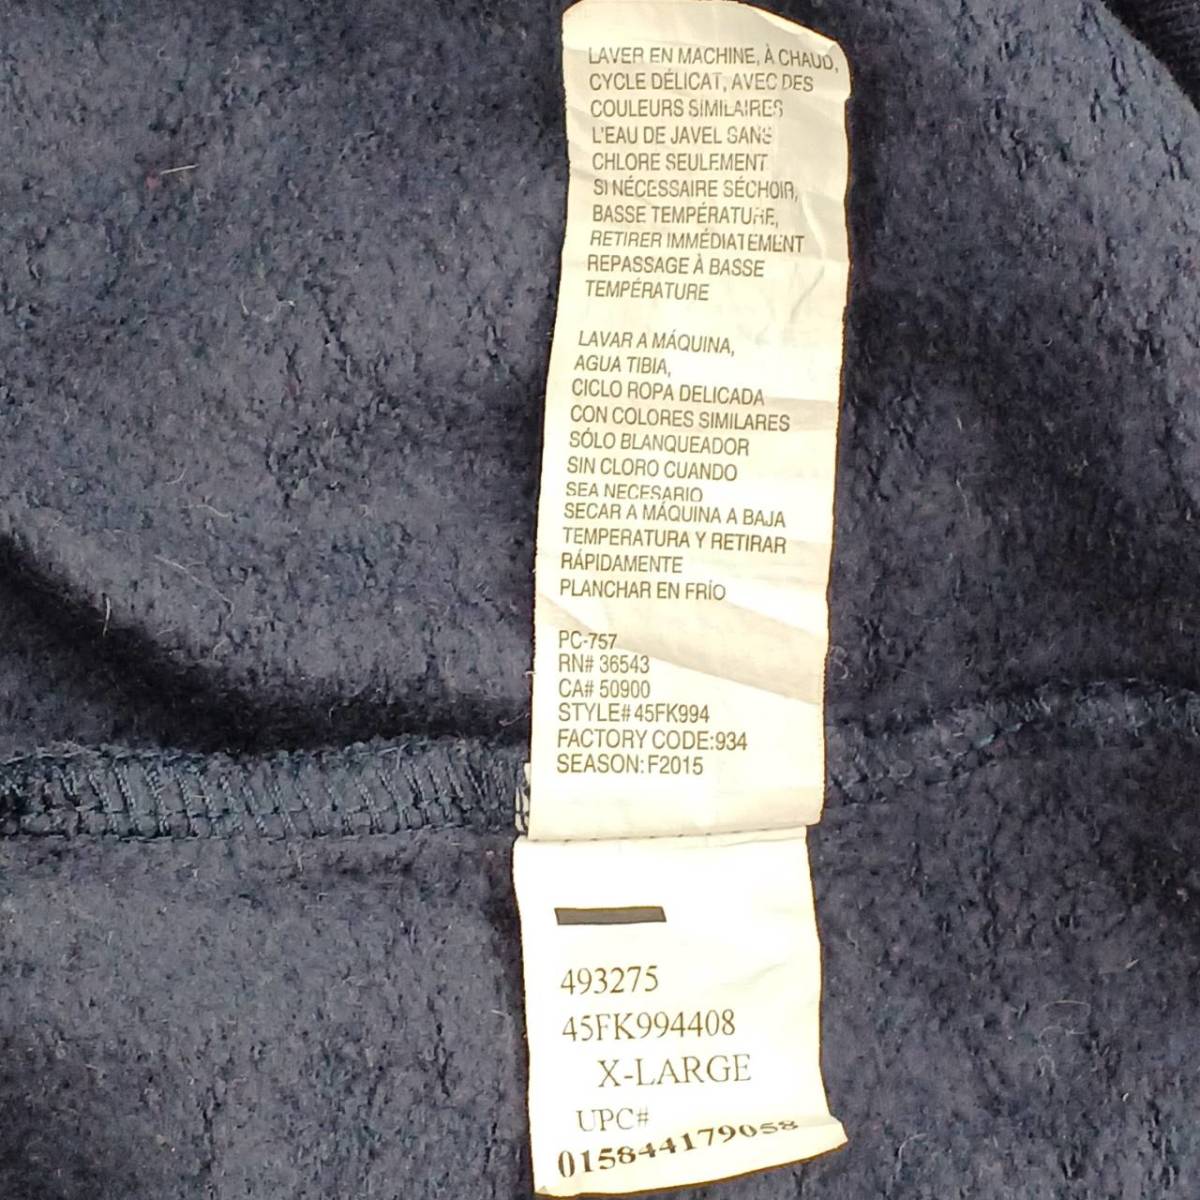 LAVER EN MACHINE, À CHAUD,
CYCLE DÉLICAT, AVEC DES
COULEURS SIMILAIRES
L'EAU DE JAVEL SANS
CHLORE SEULEMENT
SI NÉCESSAIRE SÉCHOIR,
BASSE TEMPÉRATURE,
RETIRER IMMÉDIATEMENT
REPASSAGE À BASSE
TEMPÉRATURE
LAVAR A MÁQUINA,
AGUA TIBIA,
CICLO ROPA DELICADA
CON COLORES SIMILARES
SÓLO BLANQUEADOR
SIN CLORO CUANDO
SEA NECESARIO
SECAR A MÁQUINA A BAJA
TEMPERATURA Y RETIRAR
RÁPIDAMENTE
PLANCHAR EN FRÍO
PC-757
RN# 36543
CA# 50900
STYLE# 45FK994
FACTORY CODE:934
SEASON: F2015
493275
45FK994408
X-LARGE
UPC#
015844179058